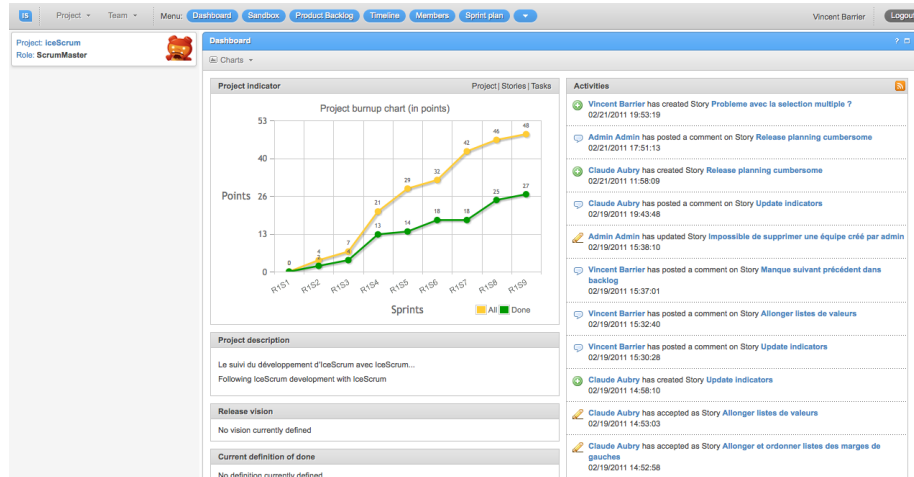 iS Project Team Menu: Dashboard Sandbox Product Backlog Timeline Members Sprint plan Vincent Barrier Logout
Project: IceScrum
Role: ScrumMaster
Dashboard ?
Charts
Project indicator Project | Stories | Tasks
Project burnup chart (in points)
53
40
Points 26
13
0
0 4 7 21 29 32 42 46 48
2 4 13 14 18 18 25 27
R1S1 R1S2 R1S3 R1S4 R1S5 R1S6 R1S7 R1S8 R1S9
Sprints All Done
Project description
Le suivi du développement d'IceScrum avec IceScrum...
Following IceScrum development with IceScrum
Release vision
No vision currently defined
Current definition of done
No definition currently defined
Activities
Vincent Barrier has created Story Probleme avec la selection multiple ?
02/21/2011 19:53:19
Admin Admin has posted a comment on Story Release planning cumbersome
02/21/2011 17:51:13
Claude Aubry has created Story Release planning cumbersome
02/21/2011 11:58:09
Claude Aubry has posted a comment on Story Update indicators
02/19/2011 19:43:48
Admin Admin has updated Story Impossible de supprimer une équipe créé par admin
02/19/2011 15:38:10
Vincent Barrier has posted a comment on Story Manque suivant précédent dans
backlog
02/19/2011 15:37:01
Vincent Barrier has posted a comment on Story Allonger listes de valeurs
02/19/2011 15:32:40
Vincent Barrier has posted a comment on Story Update indicators
02/19/2011 15:30:28
Claude Aubry has created Story Update indicators
02/19/2011 14:58:10
Claude Aubry has accepted as Story Allonger listes de valeurs
02/19/2011 14:53:03
Claude Aubry has accepted as Story Allonger et ordonner listes des marges de
gauches
02/19/2011 14:52:58